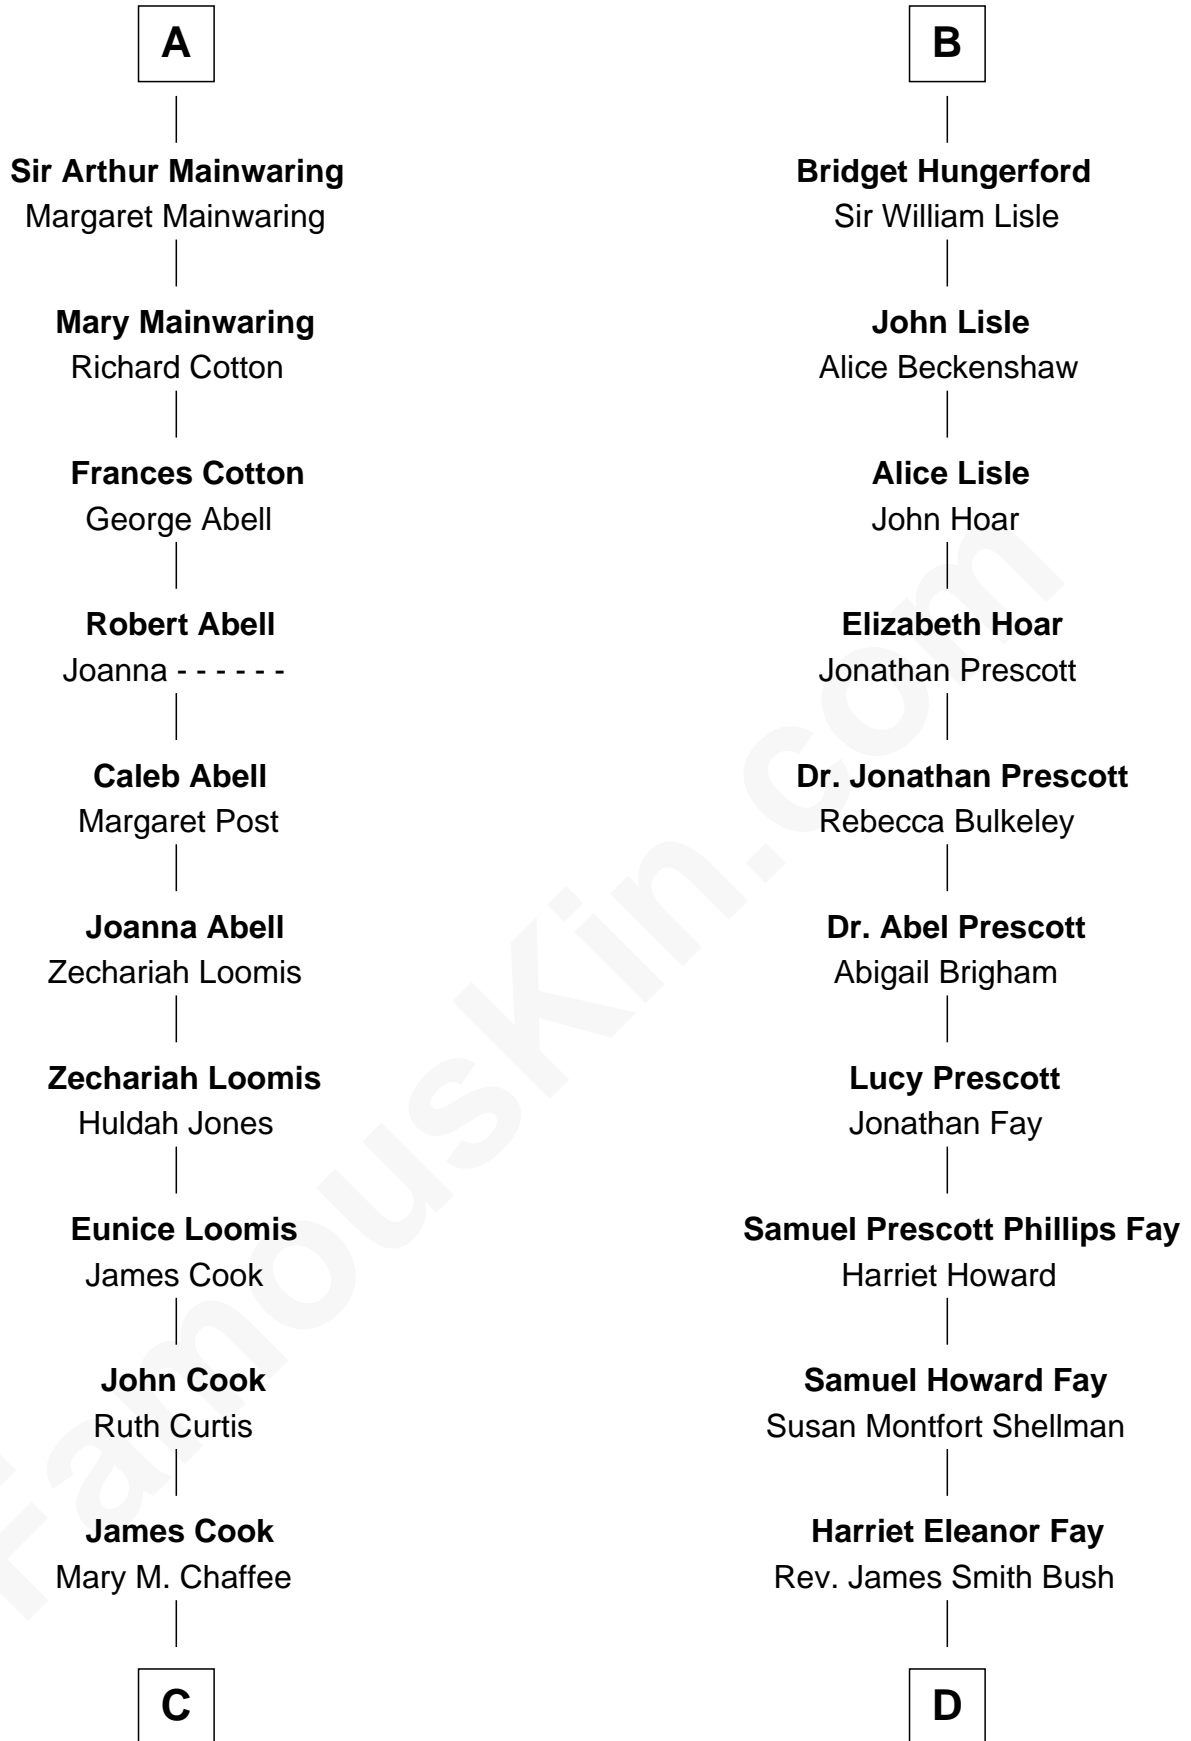 A
Sir Arthur Mainwaring
Margaret Mainwaring
Mary Mainwaring
Richard Cotton
Frances Cotton
George Abell
Robert Abell
Joanna - - - - - -
Caleb Abell
Margaret Post
Joanna Abell
Zechariah Loomis
Zechariah Loomis
Huldah Jones
Eunice Loomis
James Cook
John Cook
Ruth Curtis
James Cook
Mary M. Chaffee
C
B
Bridget Hungerford
Sir William Lisle
John Lisle
Alice Beckenshaw
Alice Lisle
John Hoar
Elizabeth Hoar
Jonathan Prescott
Dr. Jonathan Prescott
Rebecca Bulkeley
Dr. Abel Prescott
Abigail Brigham
Lucy Prescott
Jonathan Fay
Samuel Prescott Phillips Fay
Harriet Howard
Samuel Howard Fay
Susan Montfort Shellman
Harriet Eleanor Fay
Rev. James Smith Bush
D
FamousKin.com